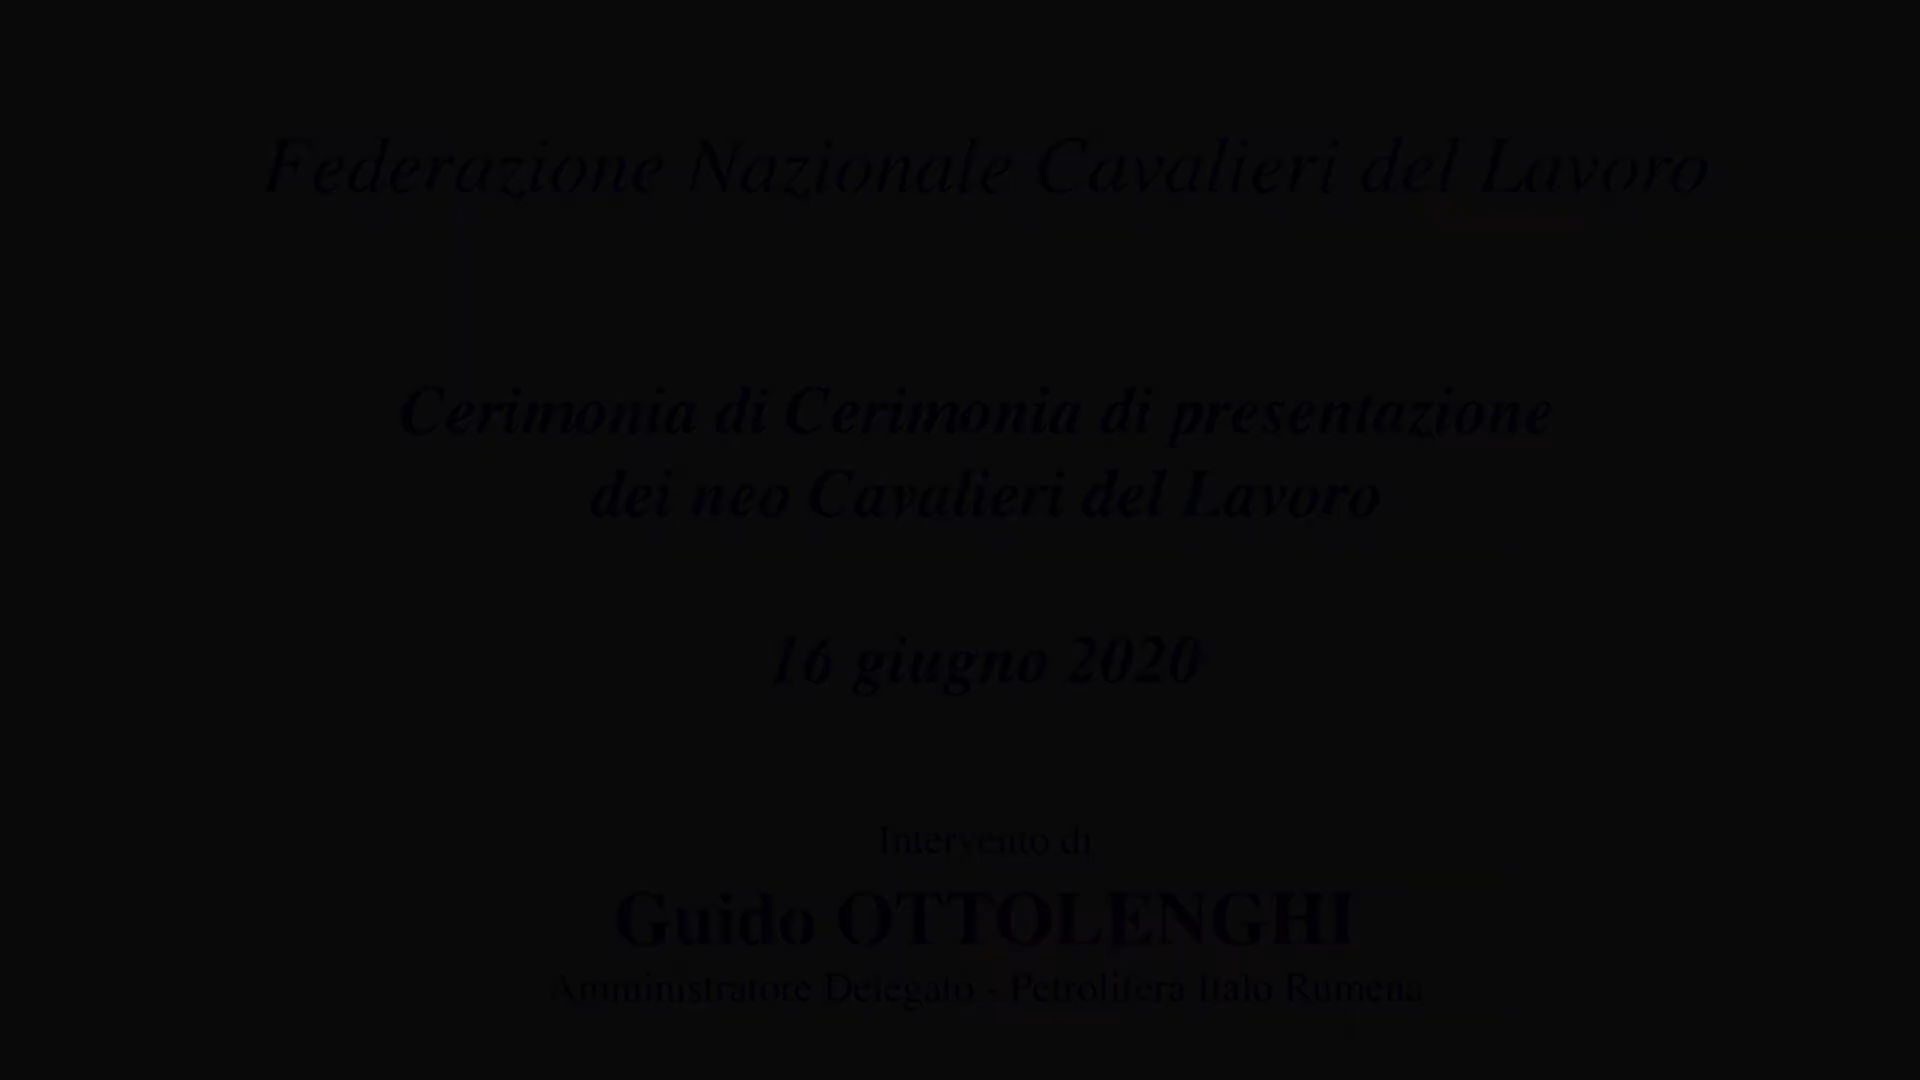 Federazione Nazionale Cavalieri del Lavoro
Cerimonia di Cerimonia di presentazione
dei neo Cavalieri del Lavoro
16 giugno 2020
Intervento di
Guido OTTOLENGHI
Amministratore Delegato - Petrolifera Italo Rumena